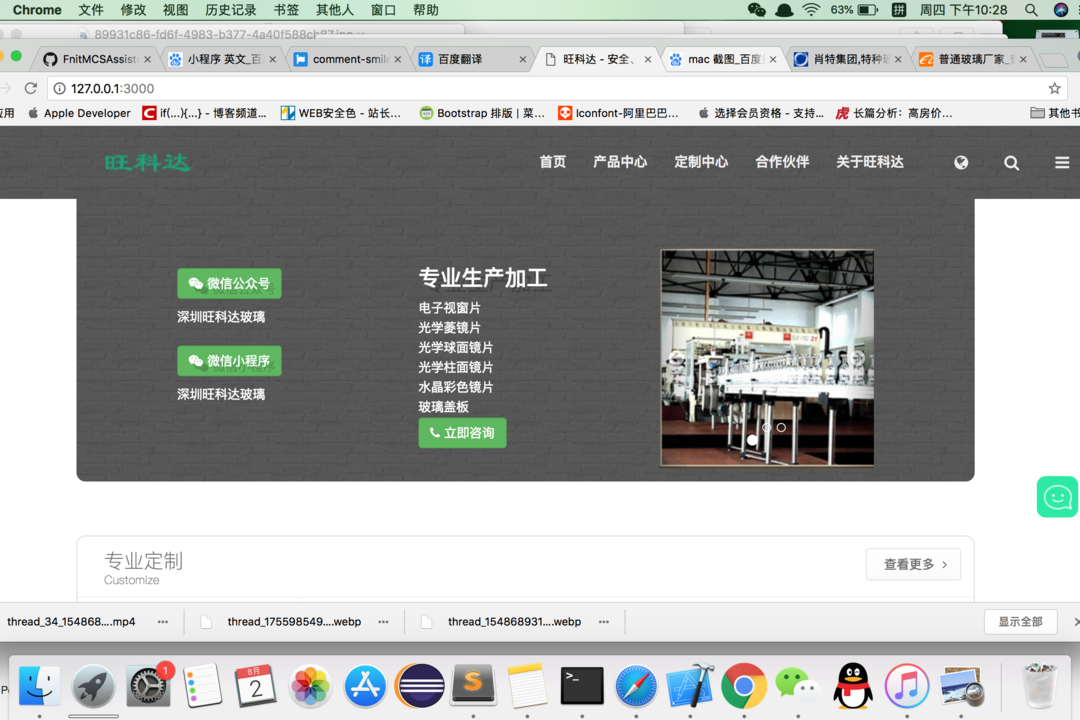 Chrome 文件 修改 视图 历史记录 书签 其他人 窗口 帮助 63% 拼 周四 下午10:28
FnitMCSAssist 小程序 英文_百 comment-smile 译 百度翻译 旺科达 - 安全、 mac 截图_百度 肖特集团,特种玻 普通玻璃厂家_
127.0.0.1:3000
应用 Apple Developer if(...){...} - 博客频道... WEB安全色 - 站长... Bootstrap 排版 | 菜... Iconfont-阿里巴巴... 选择会员资格 - 支持... 虎 长篇分析：高房价... 其他书
旺科达 首页 产品中心 定制中心 合作伙伴 关于旺科达
微信公众号
深圳旺科达玻璃
微信小程序
深圳旺科达玻璃
专业生产加工
电子视窗片
光学菱镜片
光学球面镜片
光学柱面镜片
水晶彩色镜片
玻璃盖板
立即咨询
专业定制
Customize
查看更多
thread_34_154868....mp4 thread_175598549....webp thread_154868931....webp 显示全部
1
8月
2